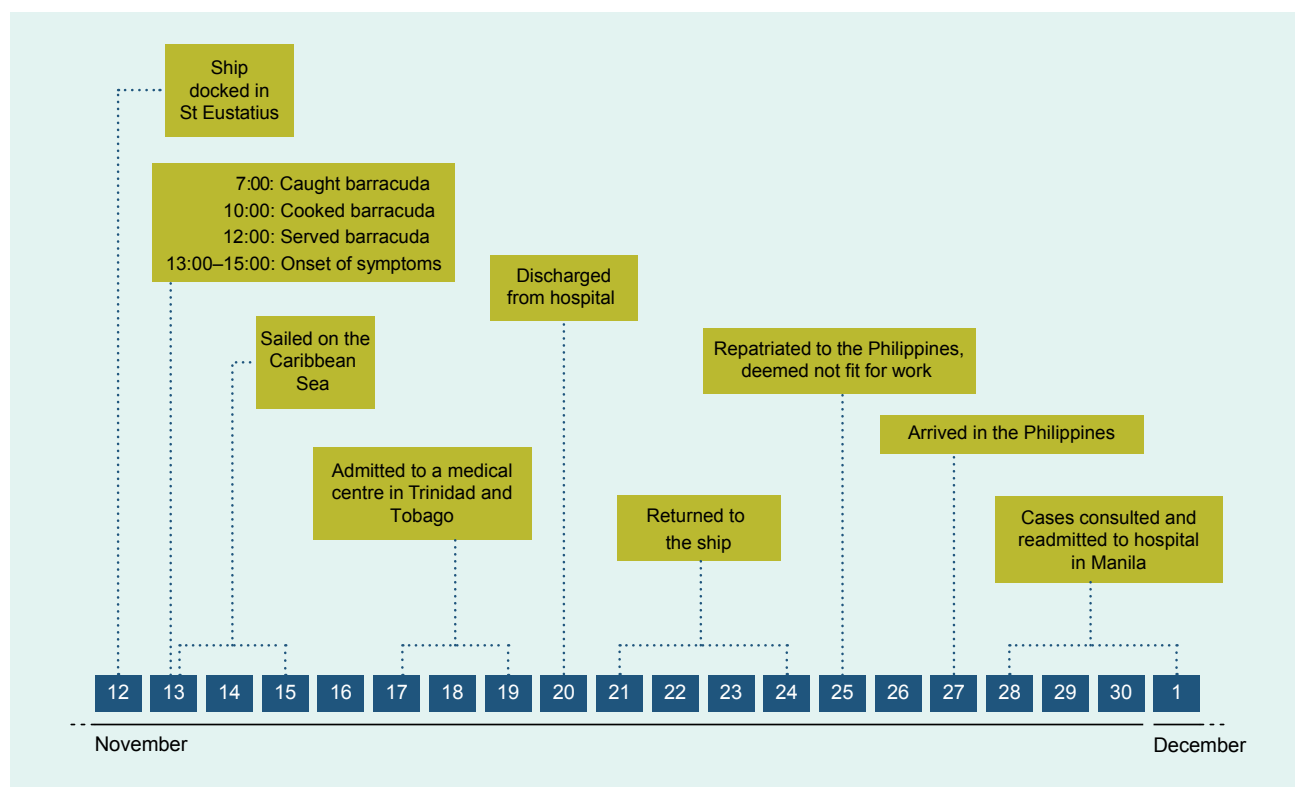 Ship
docked in
St Eustatius
7:00: Caught barracuda
10:00: Cooked barracuda
12:00: Served barracuda
13:00–15:00: Onset of symptoms
Sailed on the
Caribbean
Sea
Admitted to a medical
centre in Trinidad and
Tobago
Discharged
from hospital
Returned to
the ship
Repatriated to the Philippines,
deemed not fit for work
Arrived in the Philippines
Cases consulted and
readmitted to hospital
in Manila
12 13 14 15 16 17 18 19 20 21 22 23 24 25 26 27 28 29 30 1
November December